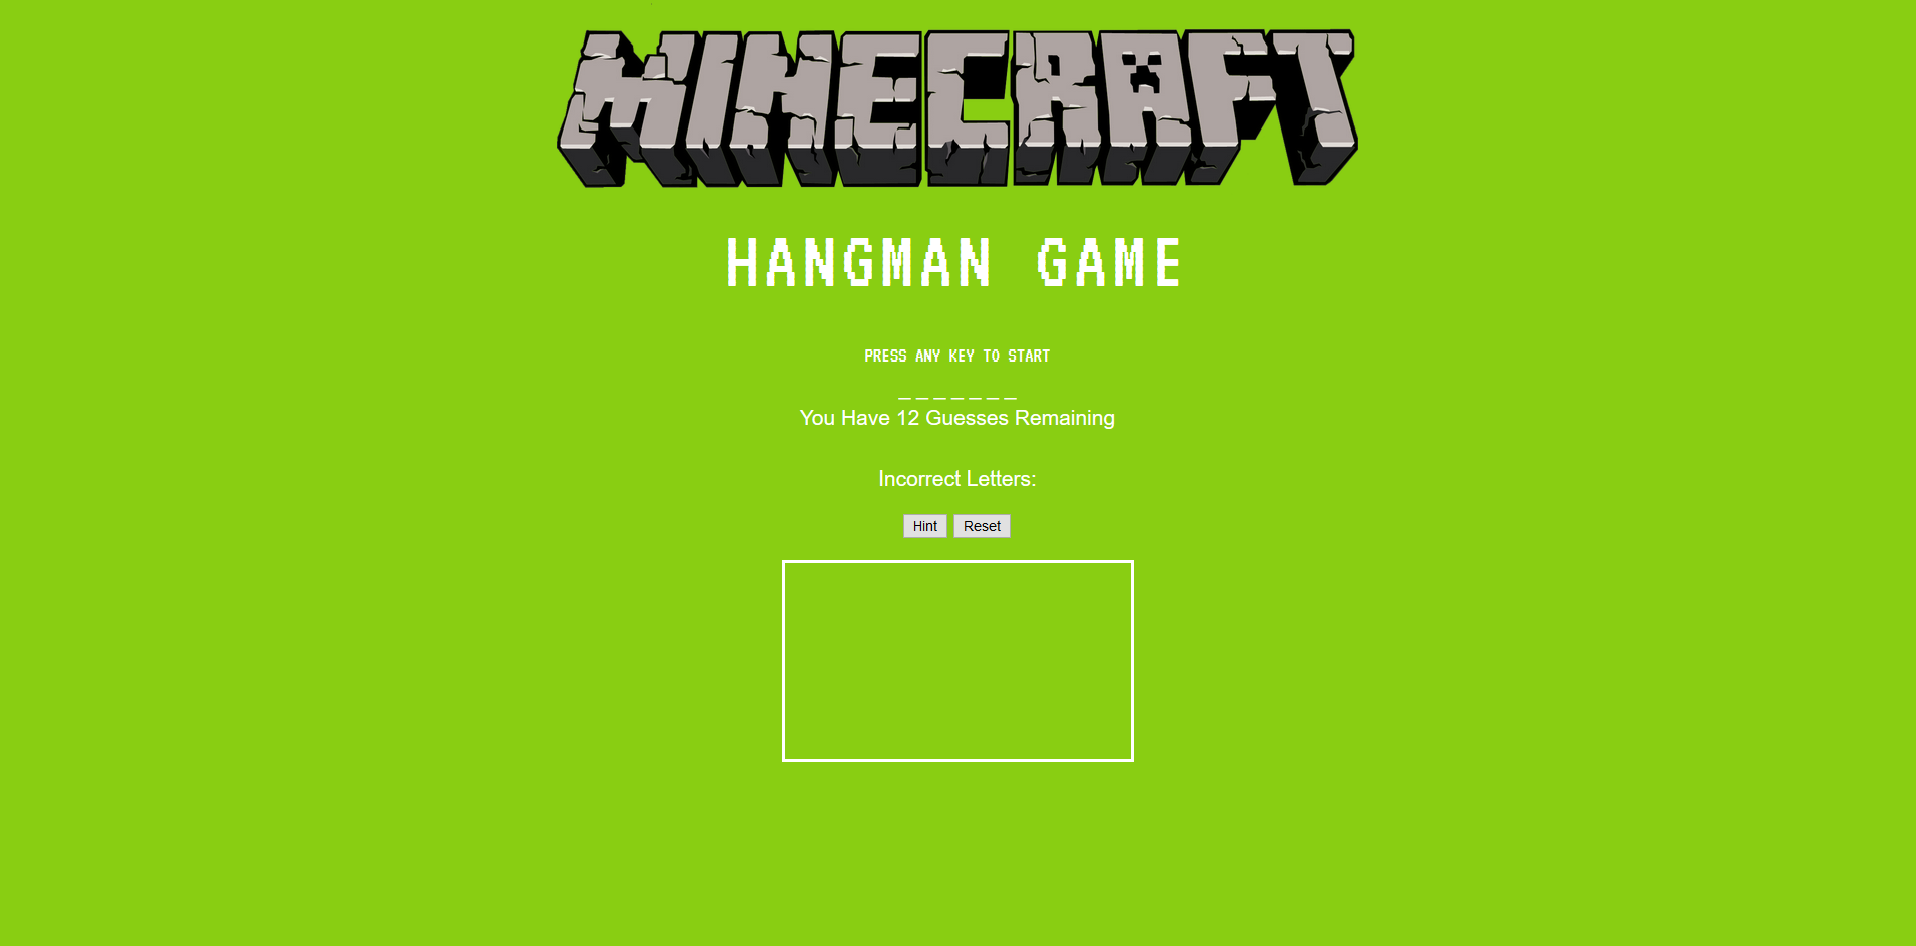 MINECRAFT
HANGMAN GAME
PRESS ANY KEY TO START
_ _ _ _ _ _ _
You Have 12 Guesses Remaining
Incorrect Letters:
Hint Reset